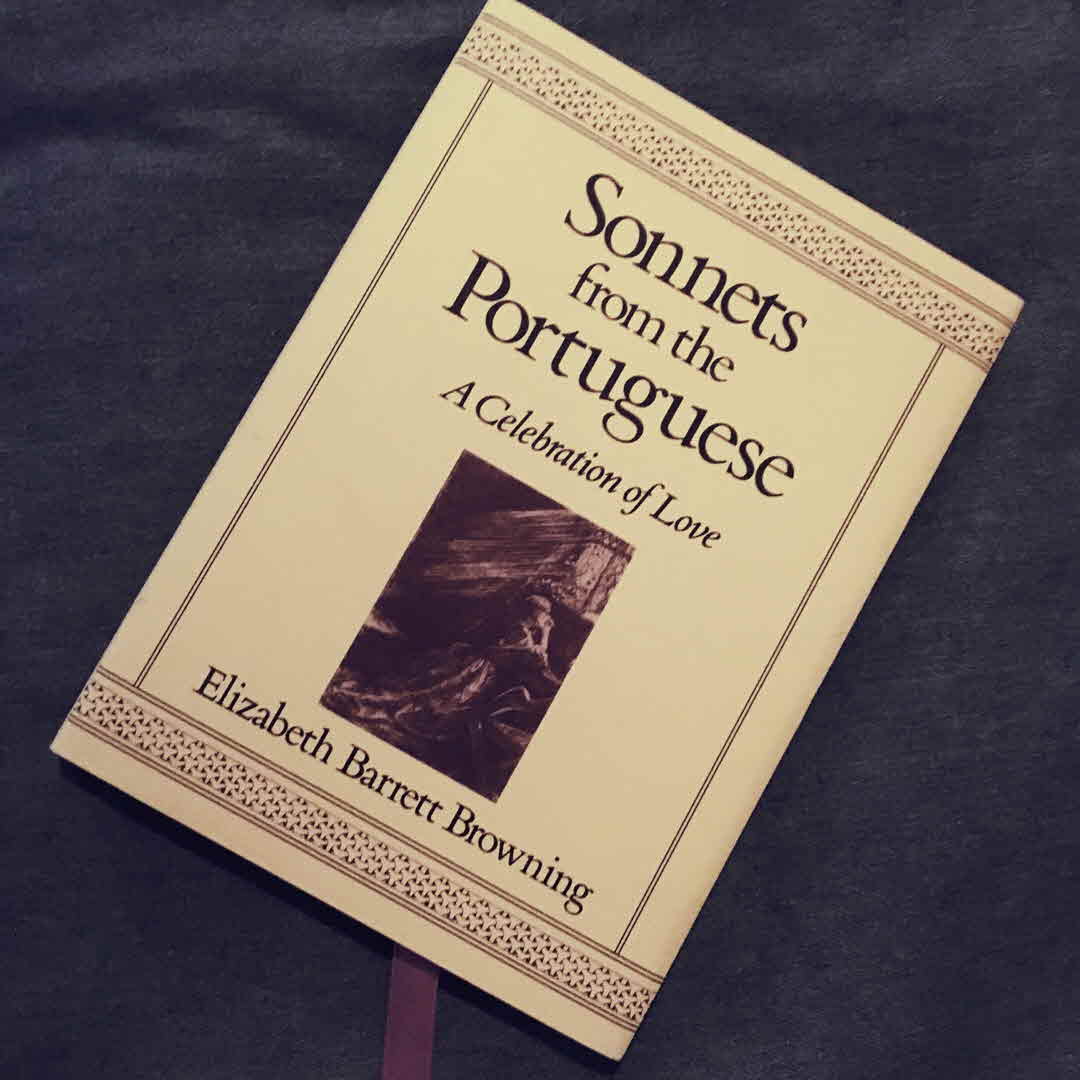 Sonnets
from the
Portuguese
A Celebration of Love
Elizabeth Barrett Browning